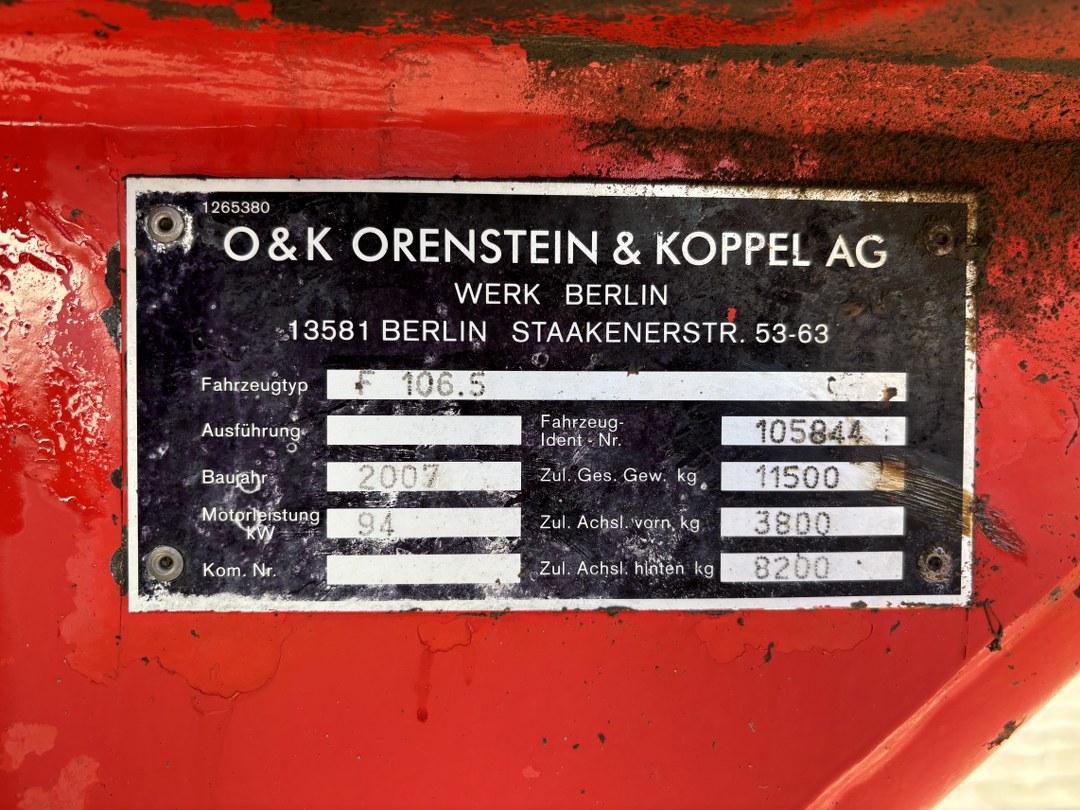 1265380
O & K ORENSTEIN & KOPPEL AG
WERK BERLIN
13581 BERLIN STAAKENERSTR. 53-63
Fahrzeugtyp F 106.5
Ausführung
Fahrzeug-
Ident - Nr. 105844
Baujahr 2007 Zul. Ges. Gew. kg 11500
Motorleistung
kW 94 Zul. Achsl. vorn kg 3800
Kom. Nr. Zul. Achsl. hinten kg 8200